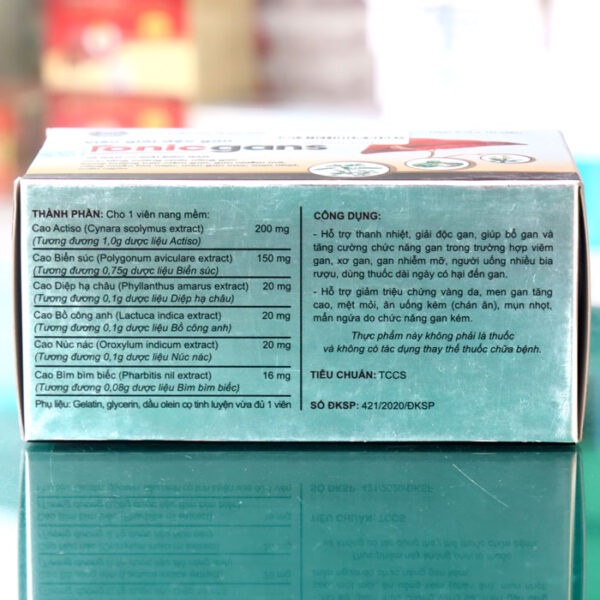 Tonicgans
THÀNH PHẦN: Cho 1 viên nang mềm:
Cao Actiso (Cynara scolymus extract) 200 mg
(Tương đương 1,0g dược liệu Actiso)
Cao Biển súc (Polygonum aviculare extract) 150 mg
(Tương đương 0,75g dược liệu Biển súc)
Cao Diệp hạ châu (Phyllanthus amarus extract) 20 mg
(Tương đương 0,1g dược liệu Diệp hạ châu)
Cao Bồ công anh (Lactuca indica extract) 20 mg
(Tương đương 0,1g dược liệu Bồ công anh)
Cao Núc nác (Oroxylum indicum extract) 20 mg
(Tương đương 0,1g dược liệu Núc nác)
Cao Bìm bìm biếc (Pharbitis nil extract) 16 mg
(Tương đương 0,08g dược liệu Bìm bìm biếc)
Phụ liệu: Gelatin, glycerin, dầu olein cọ tinh luyện vừa đủ 1 viên
CÔNG DỤNG:
- Hỗ trợ thanh nhiệt, giải độc gan, giúp bổ gan và
tăng cường chức năng gan trong trường hợp viêm
gan, xơ gan, gan nhiễm mỡ, người uống nhiều bia
rượu, dùng thuốc dài ngày có hại đến gan.
- Hỗ trợ giảm triệu chứng vàng da, men gan tăng
cao, mệt mỏi, ăn uống kém (chán ăn), mụn nhọt,
mẩn ngứa do chức năng gan kém.
Thực phẩm này không phải là thuốc
và không có tác dụng thay thế thuốc chữa bệnh.
TIÊU CHUẨN: TCCS
SỐ ĐKSP: 421/2020/ĐKSP